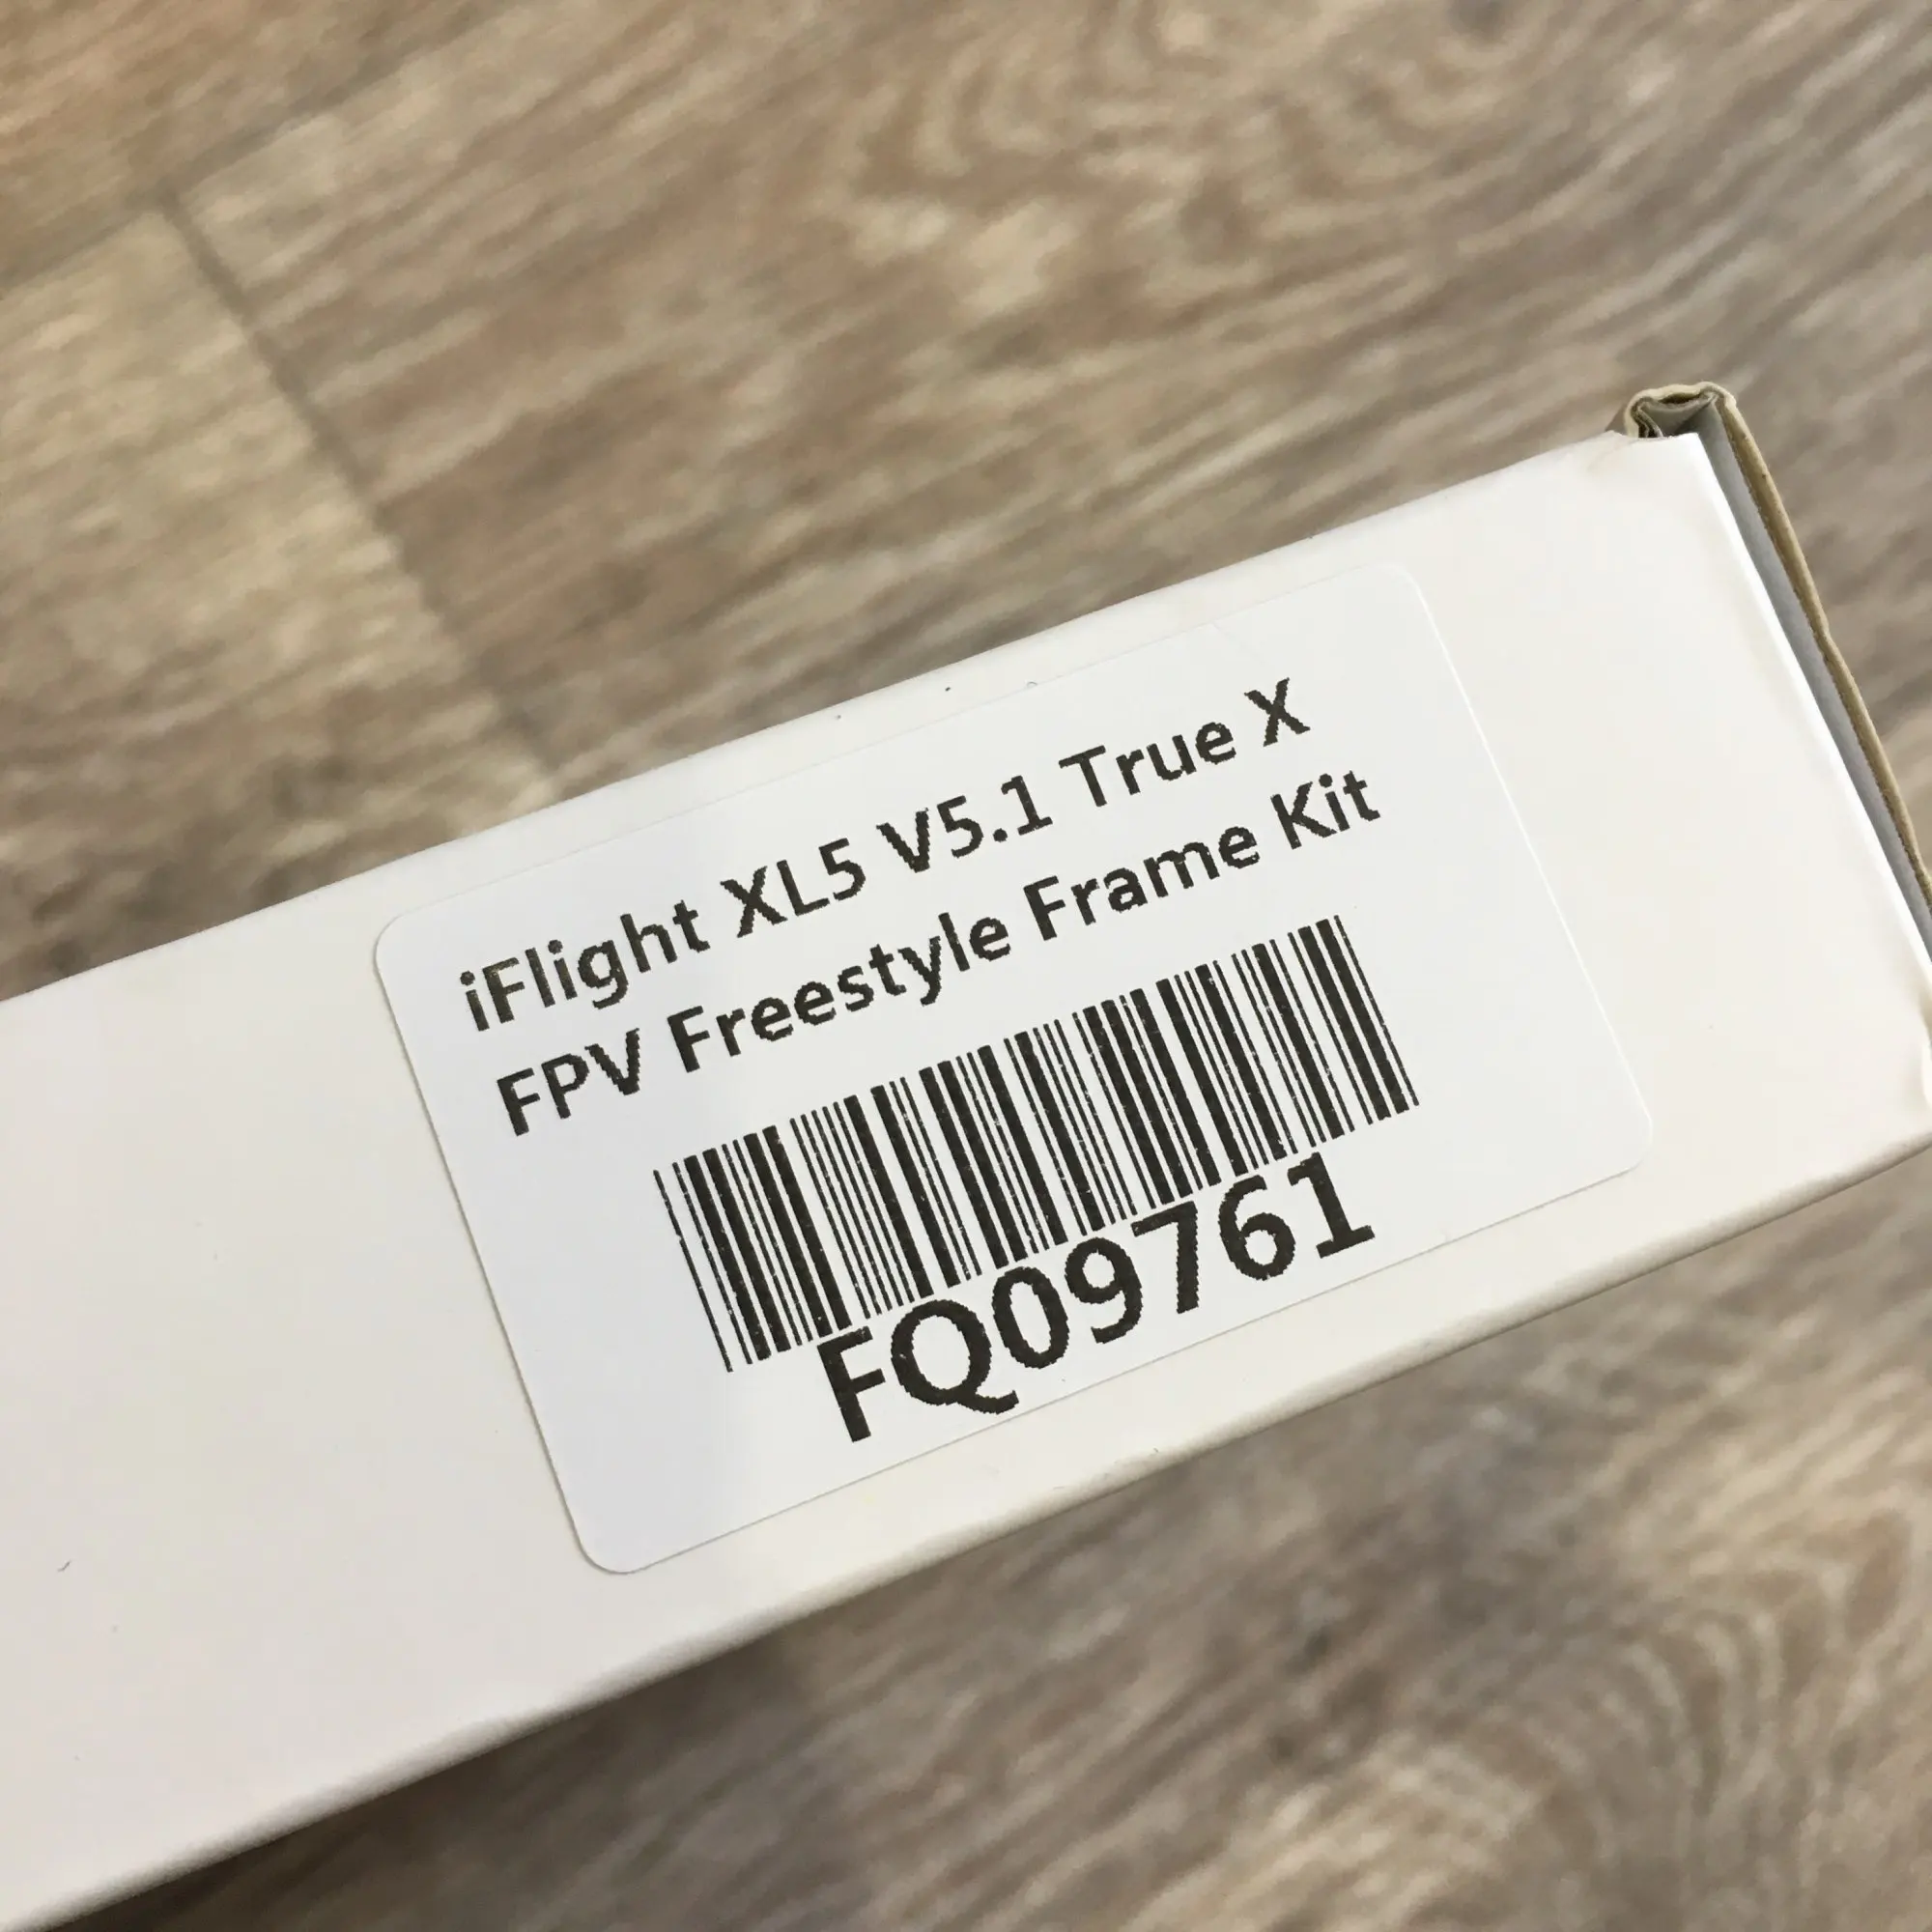 iFlight XL5 V5.1 True X
FPV Freestyle Frame Kit
FQ09761